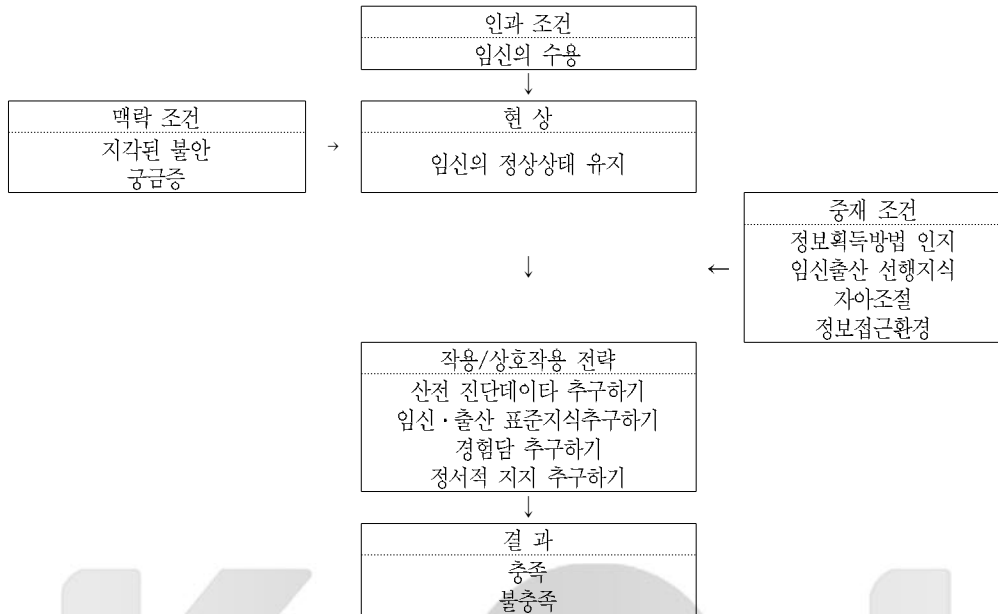 인과 조건
임신의 수용
↓
맥락 조건
지각된 불안
궁금증
→
현 상
임신의 정상상태 유지
중재 조건
정보획득방법 인지
임신출산 선행지식
자아조절
정보접근환경
↓
←
작용/상호작용 전략
산전 진단데이타 추구하기
임신·출산 표준지식추구하기
경험담 추구하기
정서적 지지 추구하기
↓
결 과
충족
불충족